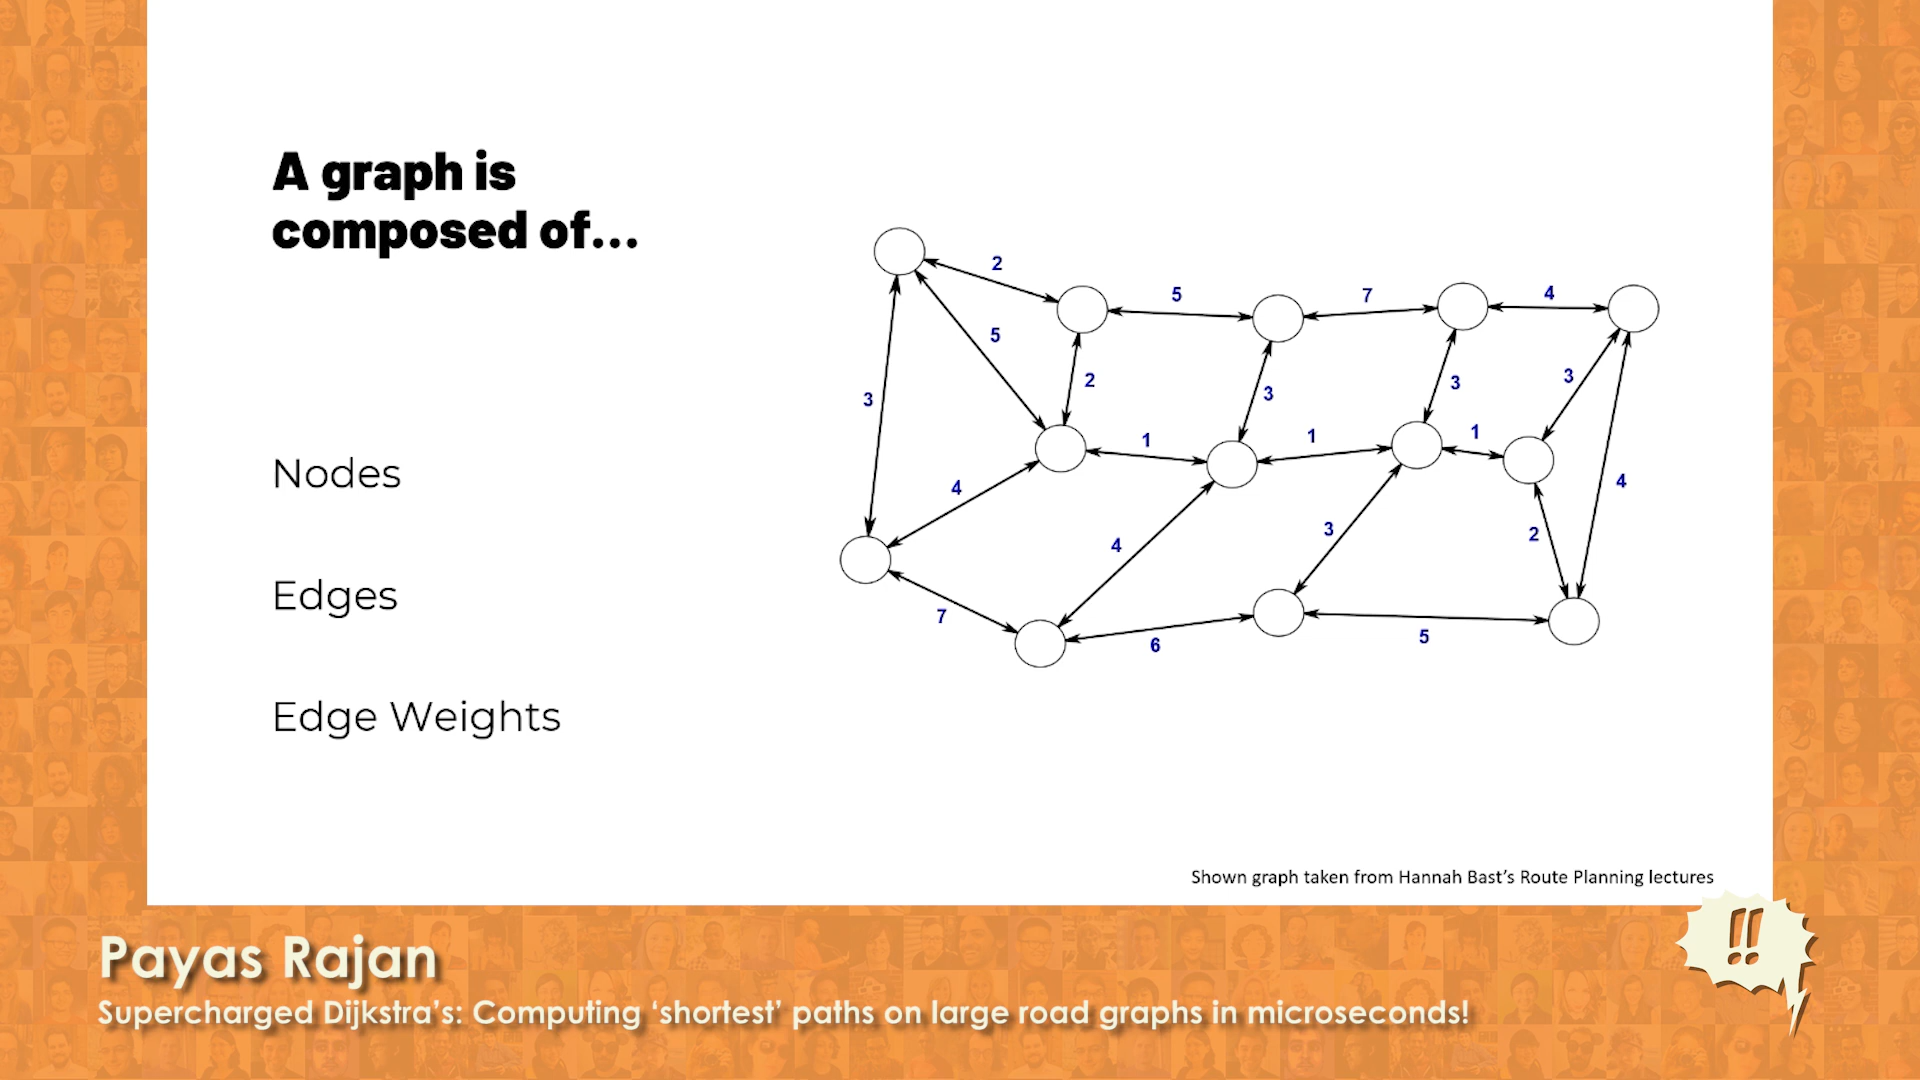 A graph is
composed of...
Nodes
Edges
Edge Weights
2
5
7
4
5
3
2
3
3
3
1
1
1
4
4
4
3
2
7
6
5
Shown graph taken from Hannah Bast's Route Planning lectures
Payas Rajan
Supercharged Dijkstra's: Computing 'shortest' paths on large road graphs in microseconds!
!!